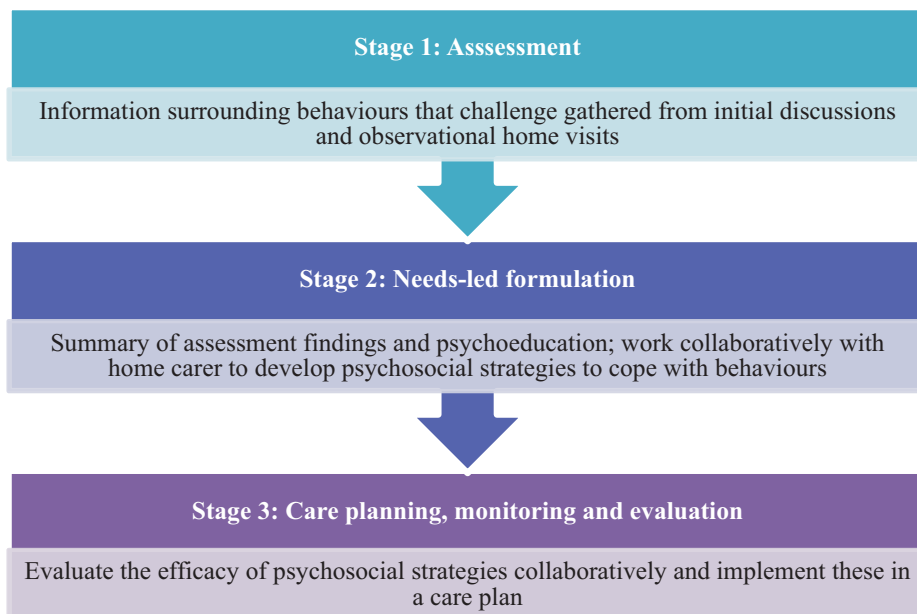 Stage 1: Asssessment
Information surrounding behaviours that challenge gathered from initial discussions
and observational home visits
Stage 2: Needs-led formulation
Summary of assessment findings and psychoeducation; work collaboratively with
home carer to develop psychosocial strategies to cope with behaviours
Stage 3: Care planning, monitoring and evaluation
Evaluate the efficacy of psychosocial strategies collaboratively and implement these in
a care plan